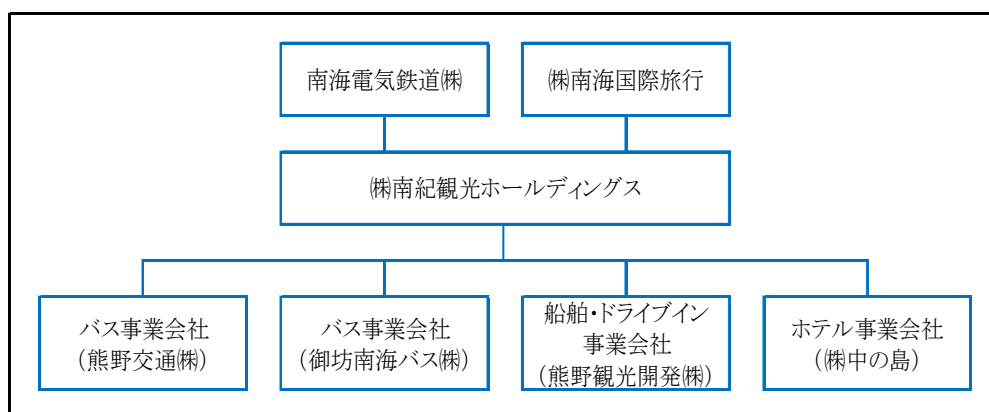 南海電気鉄道㈱
㈱南海国際旅行
㈱南紀観光ホールディングス
バス事業会社
(熊野交通㈱)
バス事業会社
(御坊南海バス㈱)
船舶・ドライブイン
事業会社
(熊野観光開発㈱)
ホテル事業会社
(㈱中の島)